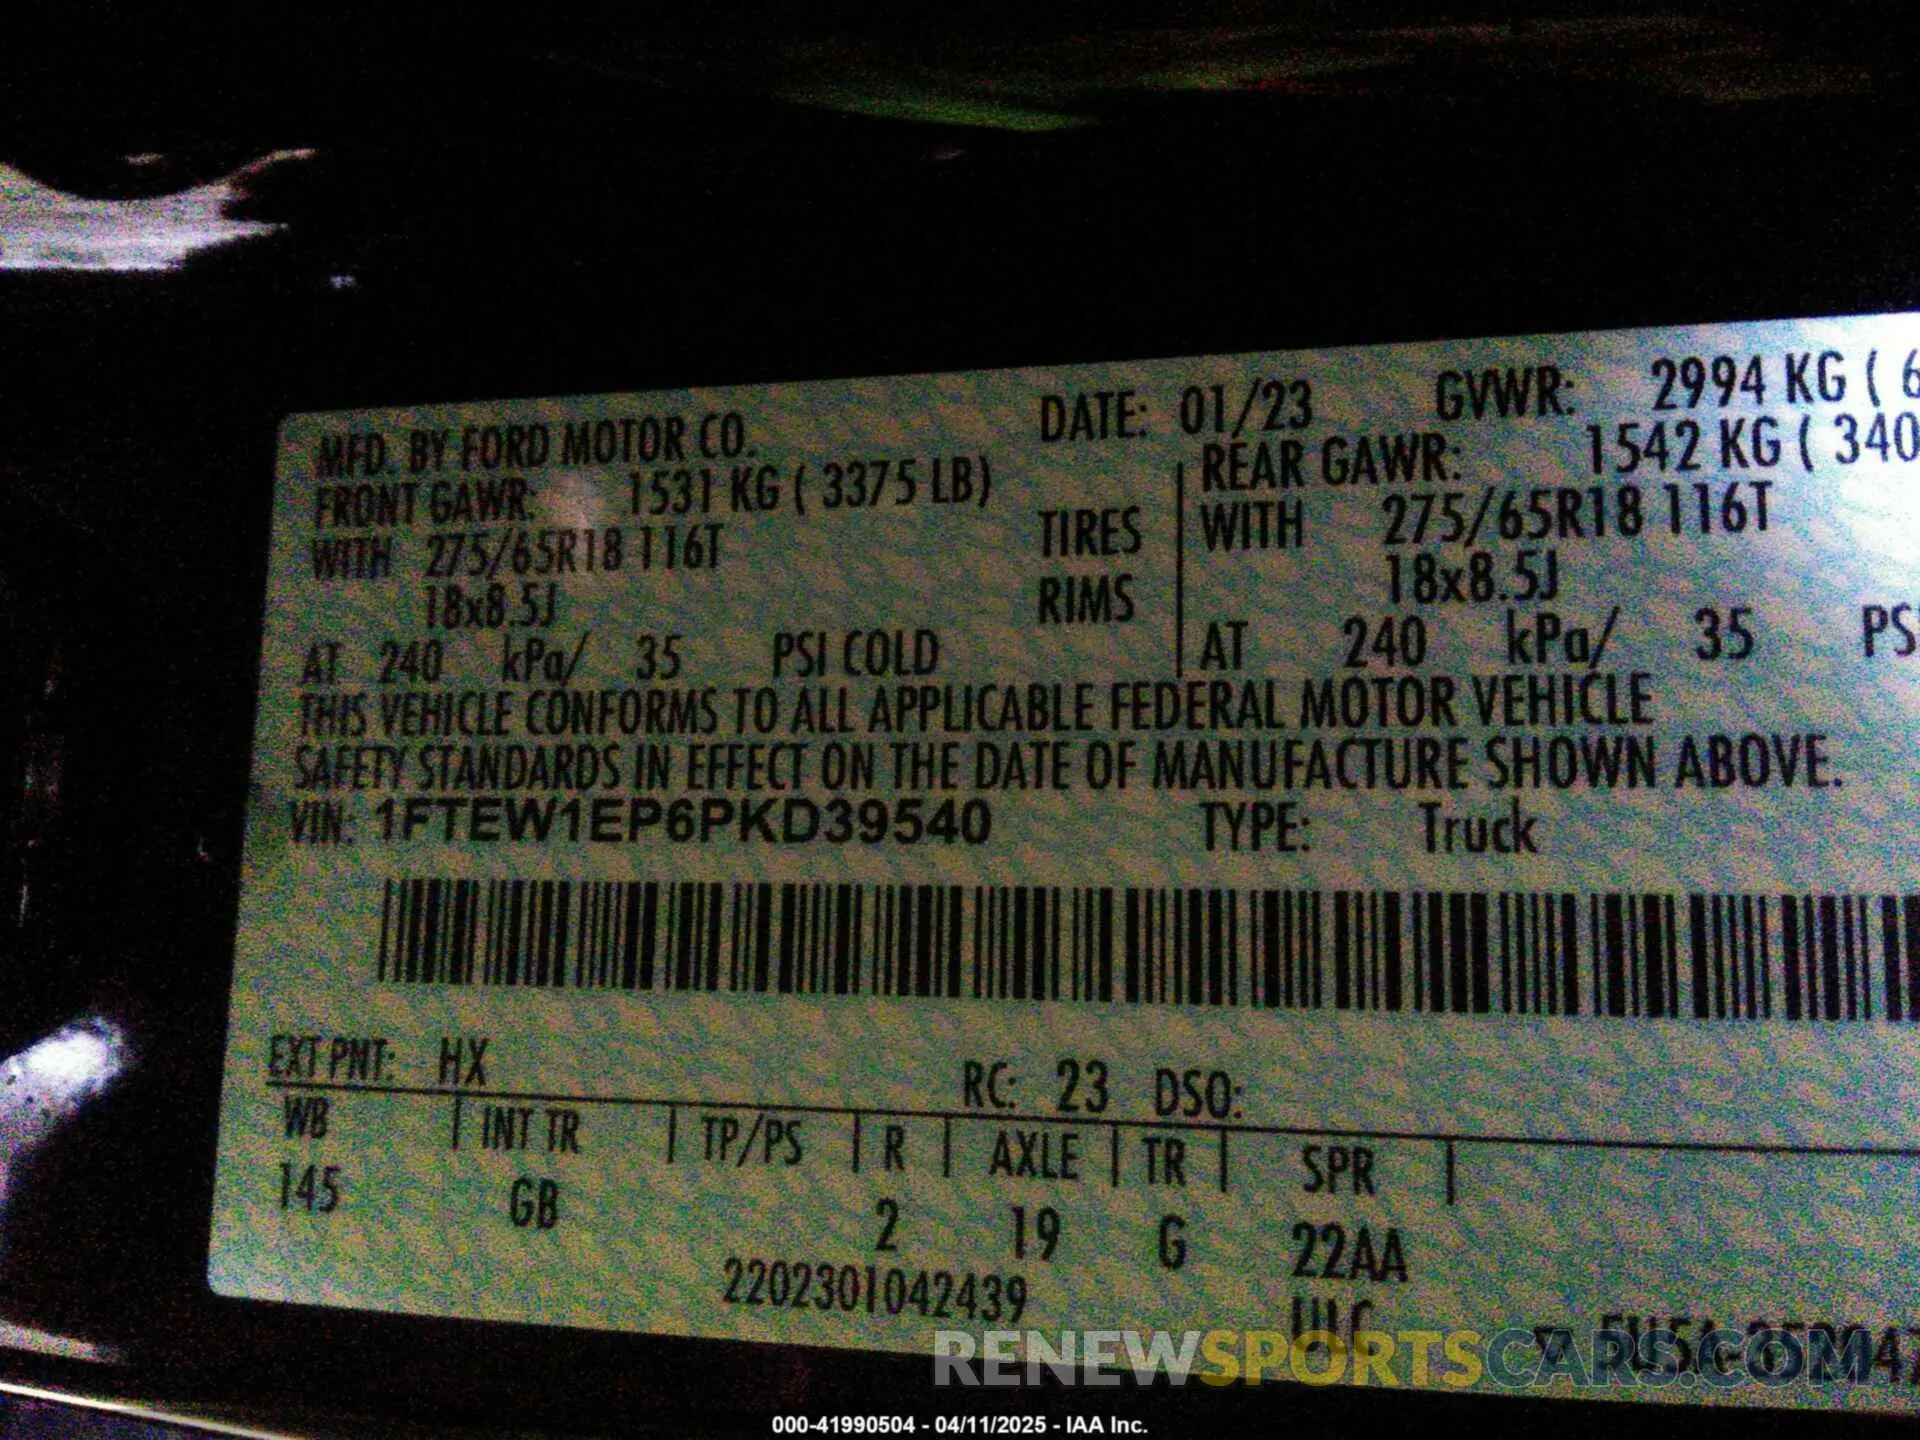 MFD. BY FORD MOTOR CO. DATE: 01/23 GVWR: 2994 KG ( 6
FRONT GAWR: 1531 KG ( 3375 LB) REAR GAWR: 1542 KG ( 340
WITH 275/65R18 116T TIRES WITH 275/65R18 116T
18x8.5J RIMS 18x8.5J
AT 240 kPa/ 35 PSI COLD AT 240 kPa/ 35 PS
THIS VEHICLE CONFORMS TO ALL APPLICABLE FEDERAL MOTOR VEHICLE
SAFETY STANDARDS IN EFFECT ON THE DATE OF MANUFACTURE SHOWN ABOVE.
VIN: 1FTEW1EP6PKD39540 TYPE: Truck
EXT PNT: HX RC: 23 DSO:
WB INT TR TP/PS R AXLE TR SPR
145 GB 2 19 G 22AA
2202301042439
RENEWSPORTSCARS.COM
000-41990504 - 04/11/2025 - IAA Inc.